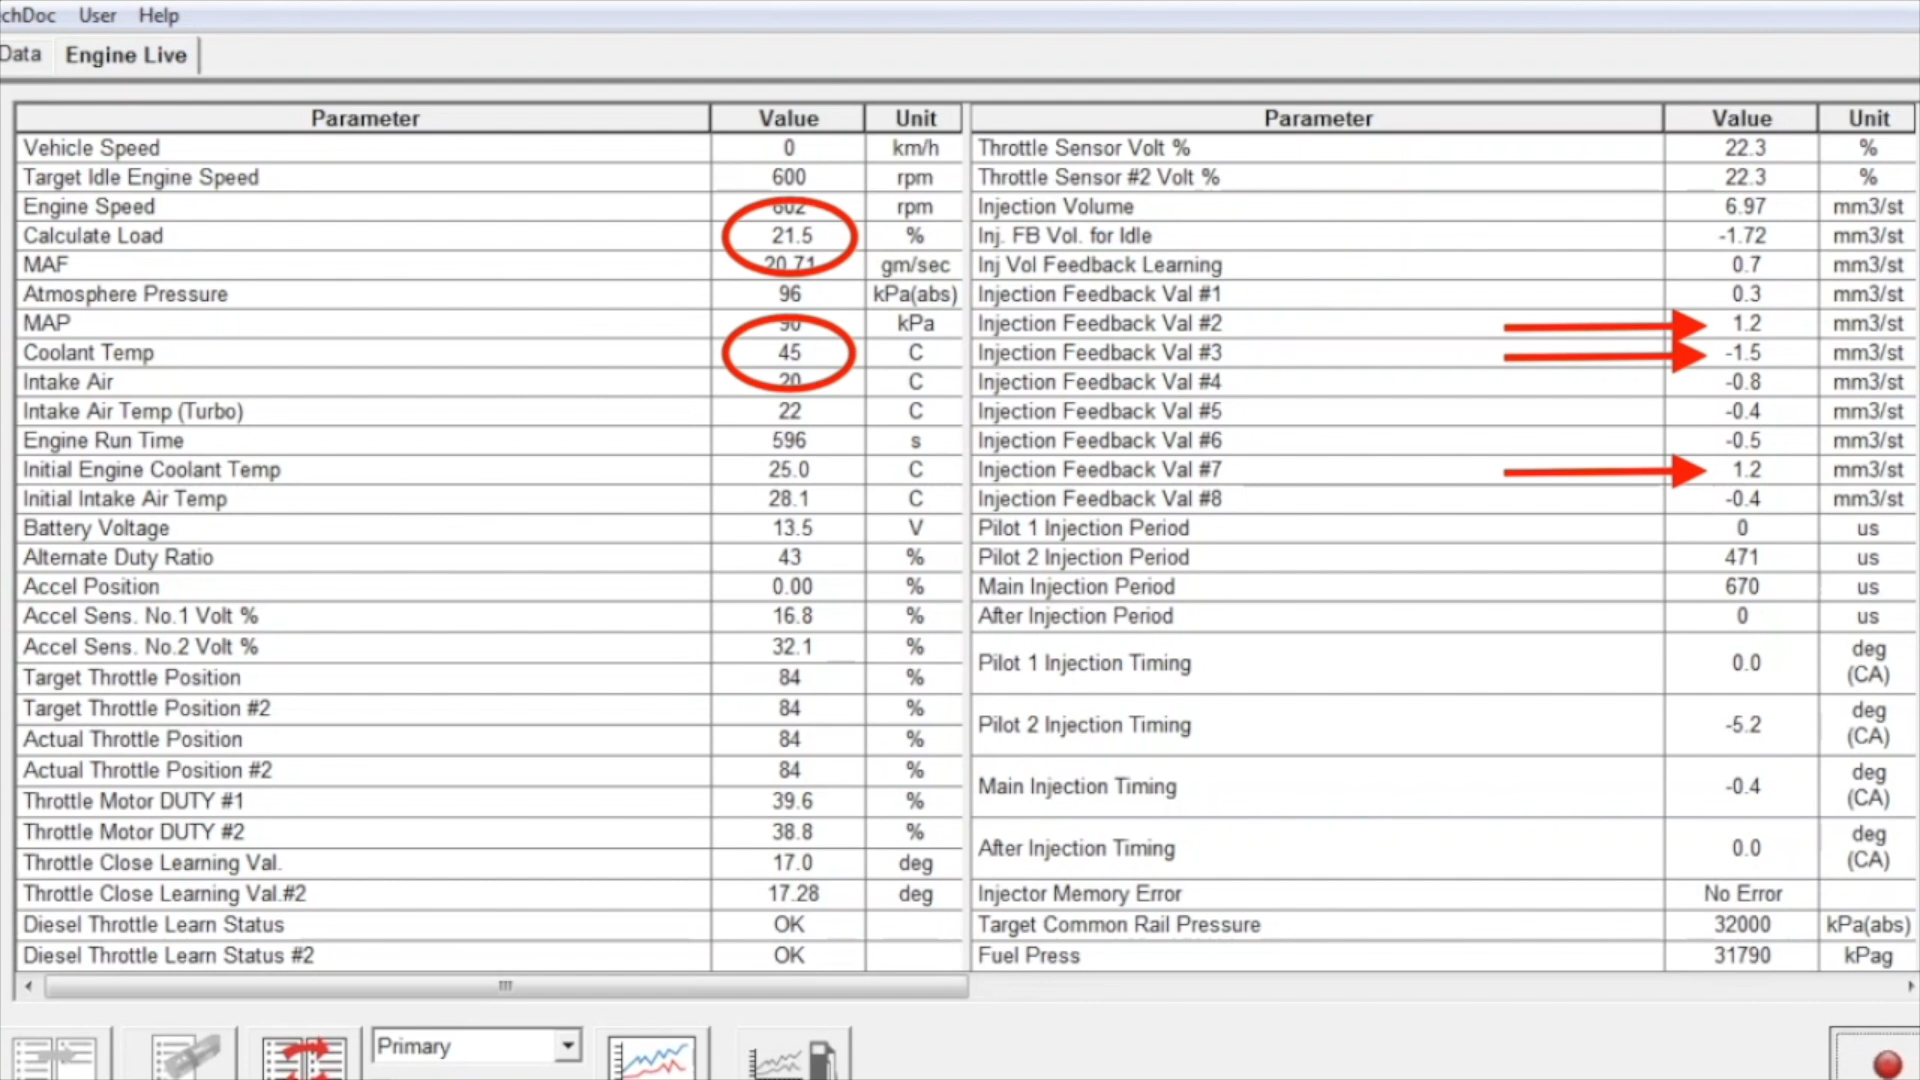 chDoc User Help
Data Engine Live
Parameter Value Unit Parameter Value Unit
Vehicle Speed 0 km/h Throttle Sensor Volt % 22.3 %
Target Idle Engine Speed 600 rpm Throttle Sensor #2 Volt % 22.3 %
Engine Speed 602 rpm Injection Volume 6.97 mm3/st
Calculate Load 21.5 % Inj. FB Vol. for Idle -1.72 mm3/st
MAF 20.71 gm/sec Inj Vol Feedback Learning 0.7 mm3/st
Atmosphere Pressure 96 kPa(abs) Injection Feedback Val #1 0.3 mm3/st
MAP 90 kPa Injection Feedback Val #2 1.2 mm3/st
Coolant Temp 45 C Injection Feedback Val #3 -1.5 mm3/st
Intake Air 20 C Injection Feedback Val #4 -0.8 mm3/st
Intake Air Temp (Turbo) 22 C Injection Feedback Val #5 -0.4 mm3/st
Engine Run Time 596 s Injection Feedback Val #6 -0.5 mm3/st
Initial Engine Coolant Temp 25.0 C Injection Feedback Val #7 1.2 mm3/st
Initial Intake Air Temp 28.1 C Injection Feedback Val #8 -0.4 mm3/st
Battery Voltage 13.5 V Pilot 1 Injection Period 0 us
Alternate Duty Ratio 43 % Pilot 2 Injection Period 471 us
Accel Position 0.00 % Main Injection Period 670 us
Accel Sens. No.1 Volt % 16.8 % After Injection Period 0 us
Accel Sens. No.2 Volt % 32.1 %
Target Throttle Position 84 % Pilot 1 Injection Timing 0.0 deg (CA)
Target Throttle Position #2 84 %
Actual Throttle Position 84 % Pilot 2 Injection Timing -5.2 deg (CA)
Actual Throttle Position #2 84 %
Throttle Motor DUTY #1 39.6 % Main Injection Timing -0.4 deg (CA)
Throttle Motor DUTY #2 38.8 %
Throttle Close Learning Val. 17.0 deg After Injection Timing 0.0 deg (CA)
Throttle Close Learning Val.#2 17.28 deg Injector Memory Error No Error
Diesel Throttle Learn Status OK Target Common Rail Pressure 32000 kPa(abs)
Diesel Throttle Learn Status #2 OK Fuel Press 31790 kPag
Primary